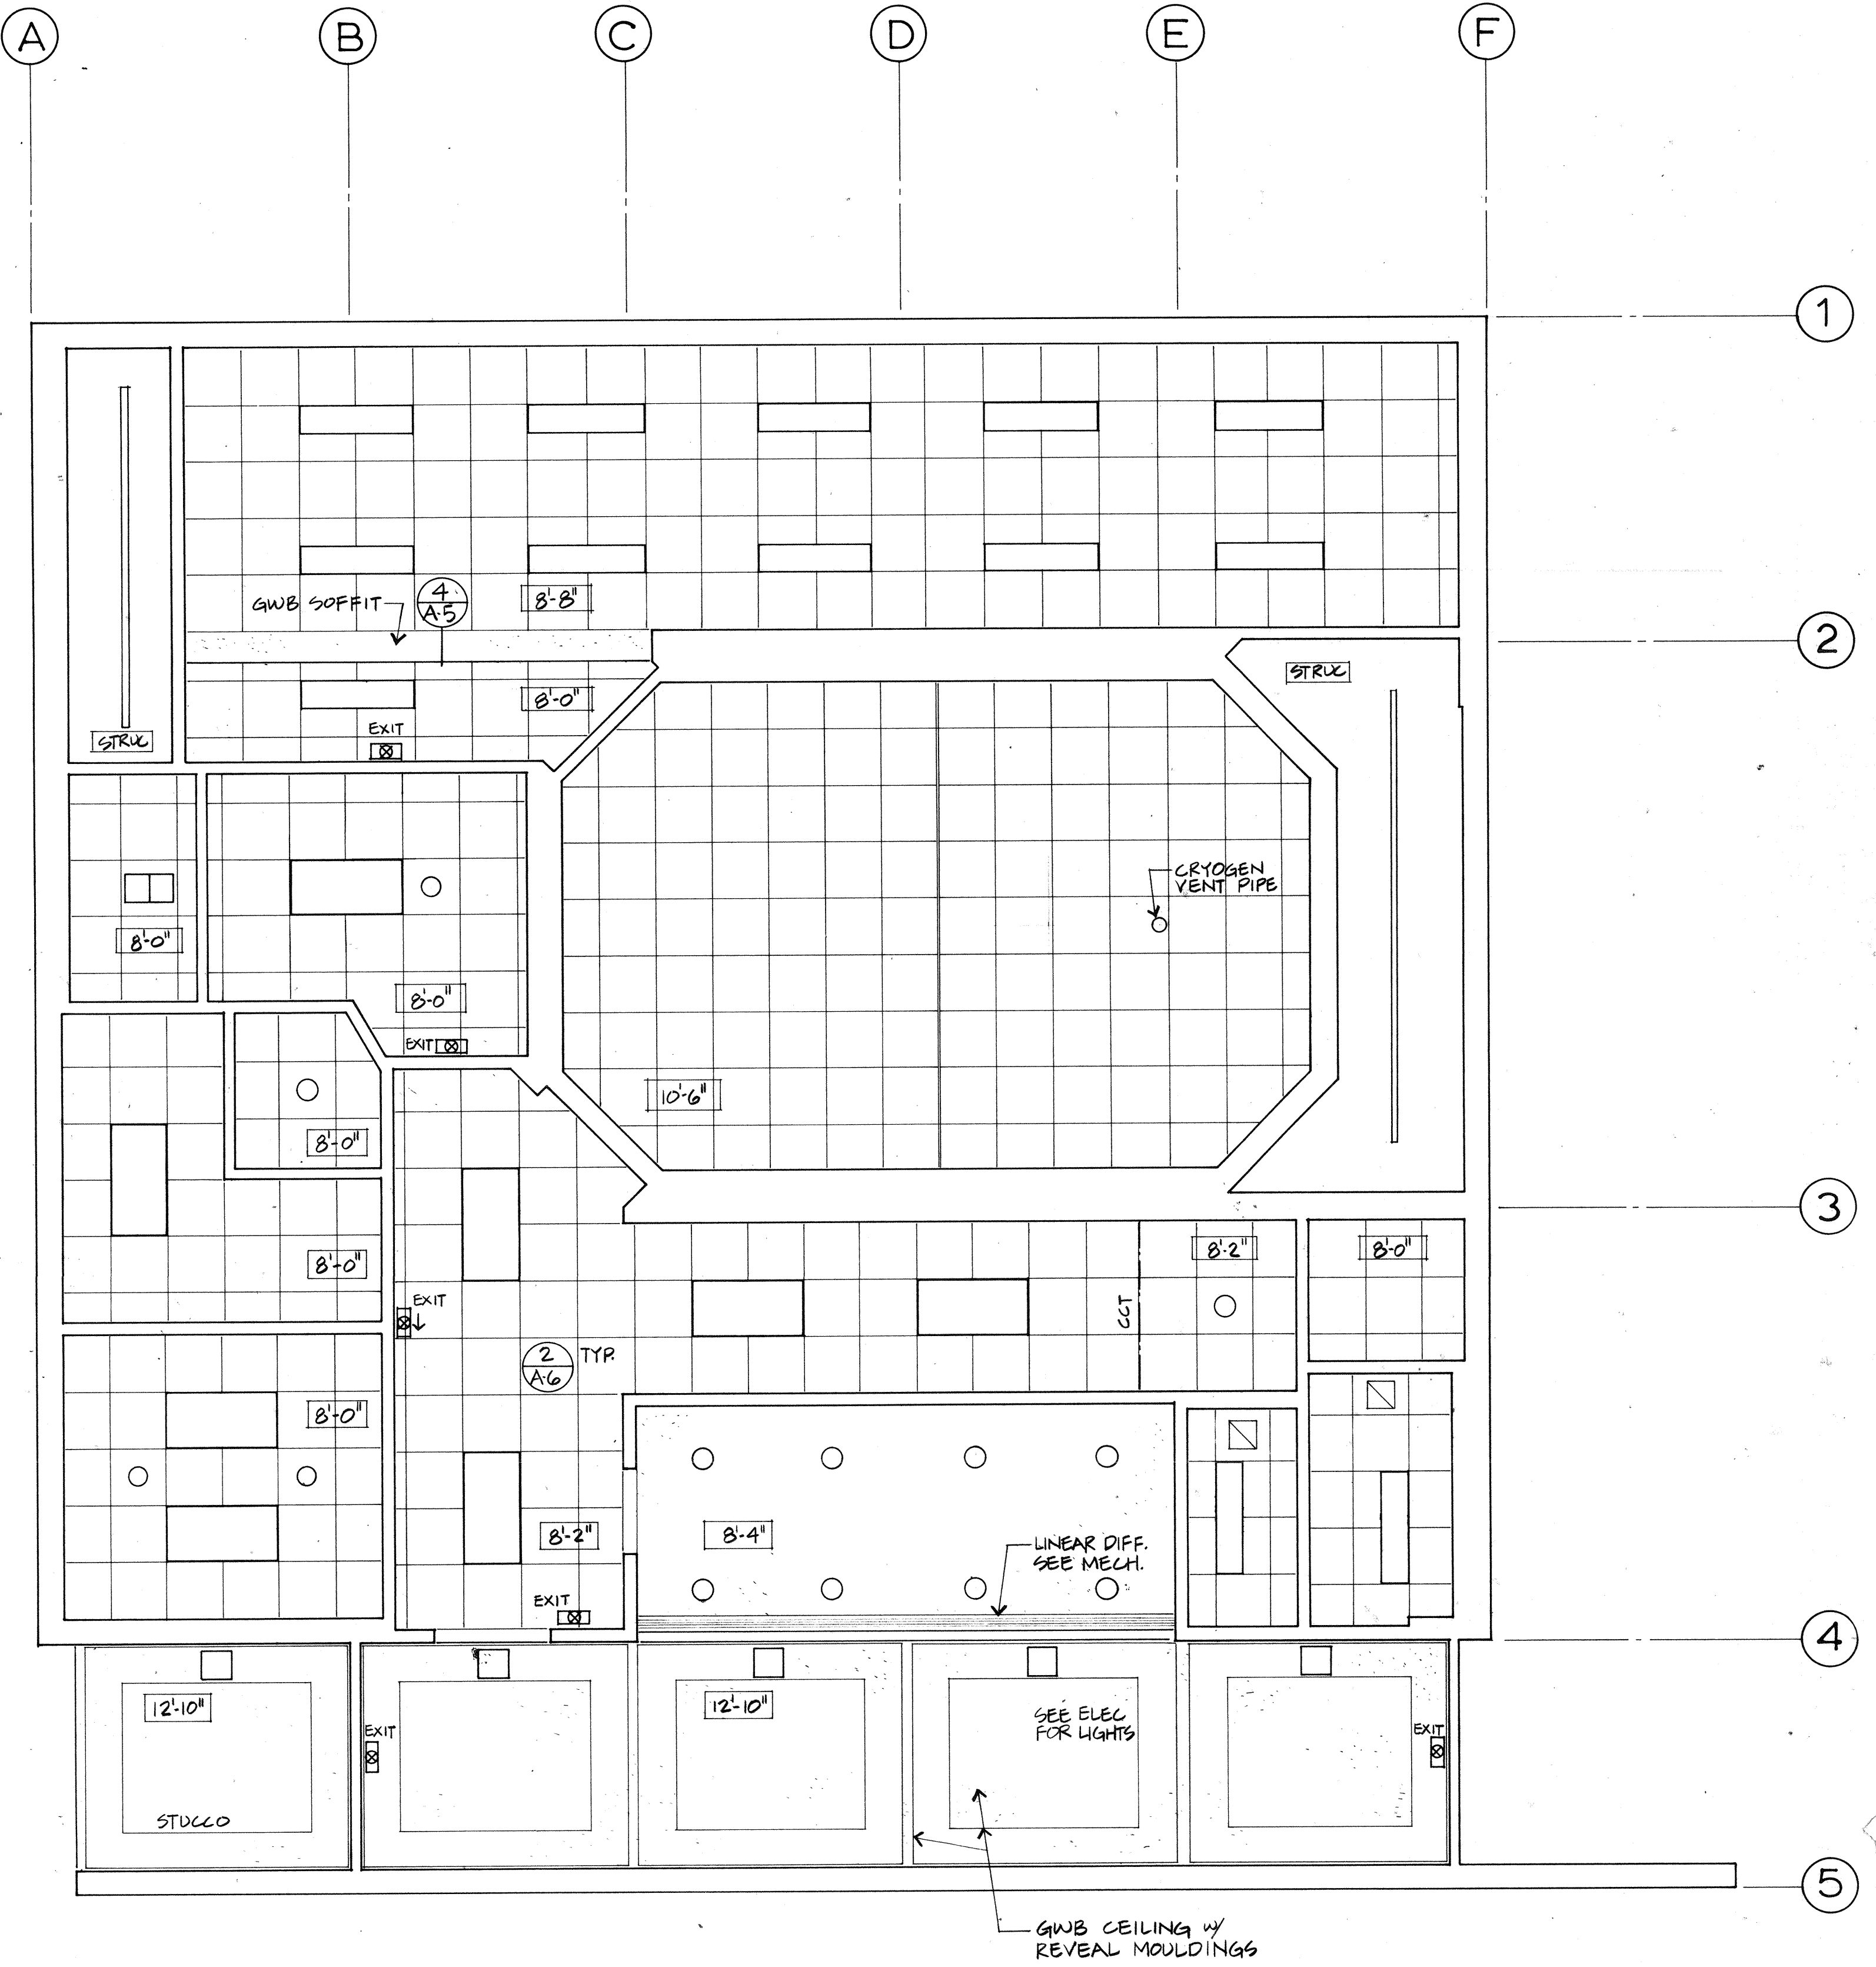 A B C D E F
1
GWB SOFFIT
4
A-5
8'-8"
2
STRUC
8'-0"
EXIT
STRUC
CRYOGEN
VENT PIPE
8'-0"
8'-0"
EXIT
10'-6"
8'-0"
3
8'-2"
8'-0"
8'-0"
EXIT
CCT
2
A-6
TYP.
8'-0"
8'-2"
8'-4"
LINEAR DIFF.
SEE MECH.
EXIT
4
12'-10"
12'-10"
SEE ELEC
FOR LIGHTS
EXIT
EXIT
STUCCO
5
GWB CEILING W/
REVEAL MOULDINGS